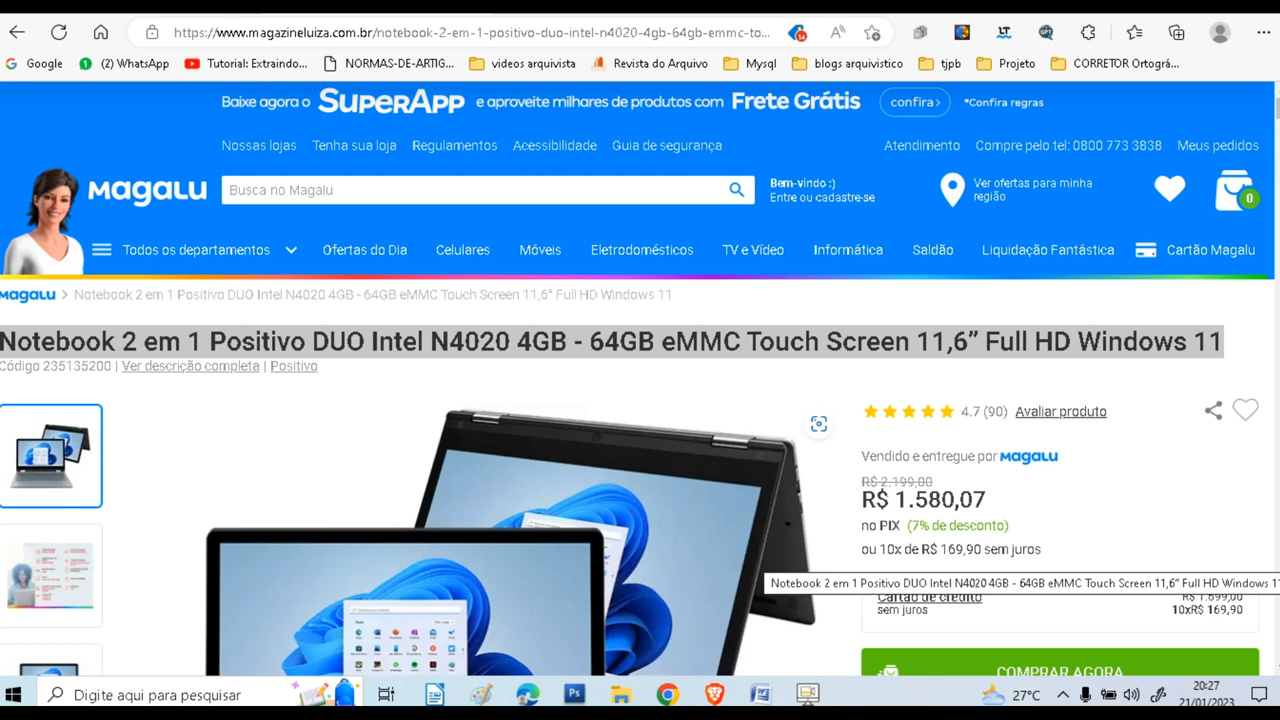 https://www.magazineluiza.com.br/notebook-2-em-1-positivo-duo-intel-n4020-4gb-64gb-emmc-to...
14
Google
(2) WhatsApp
Tutorial: Extraindo...
NORMAS-DE-ARTIG...
videos arquivista
Revista do Arquivo
Mysql
blogs arquivistico
tjpb
Projeto
CORRETOR Ortográ...
Baixe agora o SUPERAPP e aproveite milhares de produtos com Frete Grátis
confira >
*Confira regras
Nossas lojas
Tenha sua loja
Regulamentos
Acessibilidade
Guia de segurança
Atendimento
Compre pelo tel: 0800 773 3838
Meus pedidos
MAGALU
Busca no Magalu
Bem-vindo :)
Entre ou cadastre-se
Ver ofertas para minha
região
0
Todos os departamentos
Ofertas do Dia
Celulares
Móveis
Eletrodomésticos
TV e Vídeo
Informática
Saldão
Liquidação Fantástica
Cartão Magalu
MAGALU > Notebook 2 em 1 Positivo DUO Intel N4020 4GB - 64GB eMMC Touch Screen 11,6” Full HD Windows 11
Notebook 2 em 1 Positivo DUO Intel N4020 4GB - 64GB eMMC Touch Screen 11,6” Full HD Windows 11
Código 235135200 | Ver descrição completa | Positivo
4.7 (90) Avaliar produto
Vendido e entregue por MAGALU
R$ 2.199,00
R$ 1.580,07
no PIX (7% de desconto)
ou 10x de R$ 169,90 sem juros
Notebook 2 em 1 Positivo DUO Intel N4020 4GB - 64GB eMMC Touch Screen 11,6” Full HD Windows 11
Cartão de crédito R$ 1.699,00
sem juros 10xR$ 169,90
COMPRAR AGORA
Digite aqui para pesquisar
27°C
20:27
21/01/2023